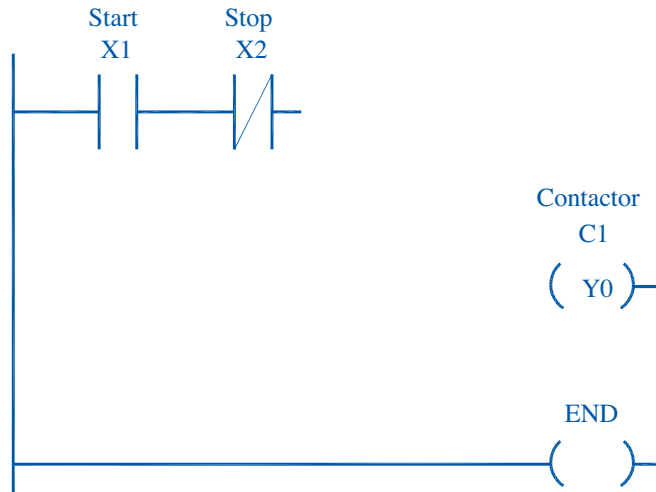 Start Stop
X1 X2
Contactor
C1
Y0
END